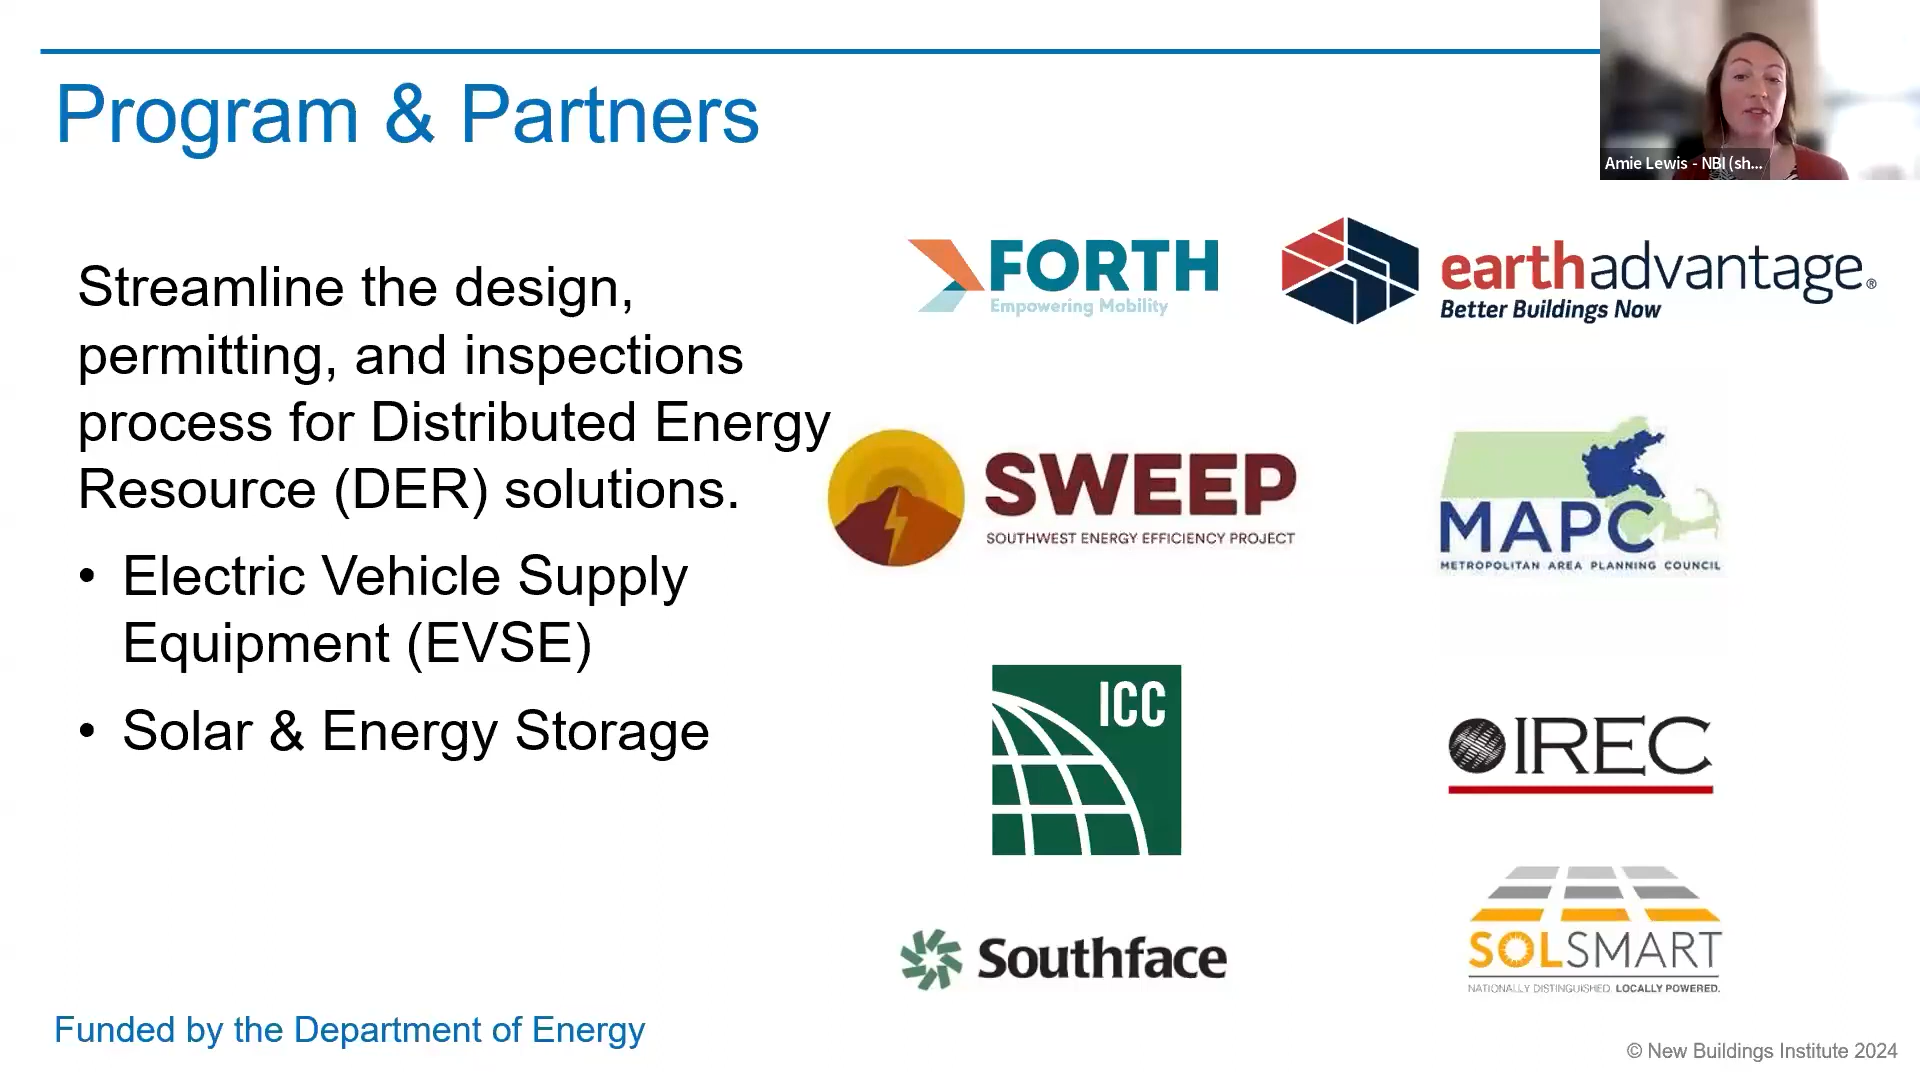 Program & Partners
Amie Lewis - NBI (sh...
Streamline the design,
permitting, and inspections
process for Distributed Energy
Resource (DER) solutions.
• Electric Vehicle Supply
Equipment (EVSE)
• Solar & Energy Storage
FORTH
Empowering Mobility
earthadvantage®
Better Buildings Now
SWEEP
SOUTHWEST ENERGY EFFICIENCY PROJECT
MAPC
METROPOLITAN AREA PLANNING COUNCIL
ICC
IREC
Southface
SOLSMART
NATIONALLY DISTINGUISHED. LOCALLY POWERED.
Funded by the Department of Energy
© New Buildings Institute 2024